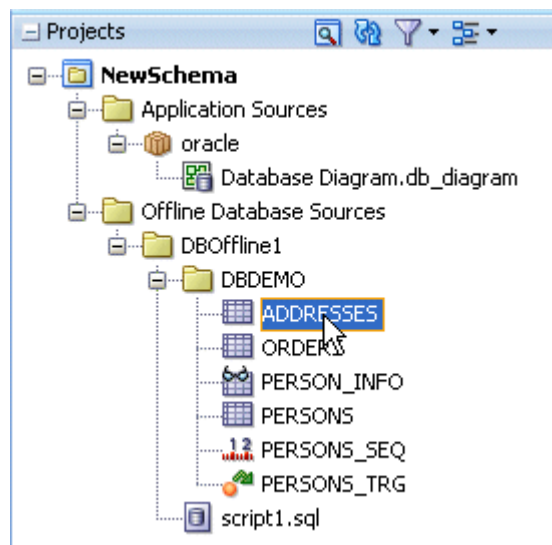 Projects
NewSchema
Application Sources
oracle
Database Diagram.db_diagram
Offline Database Sources
DBOffline1
DBDEMO
ADDRESSES
ORDERS
PERSON_INFO
PERSONS
12
PERSONS_SEQ
PERSONS_TRG
script1.sql